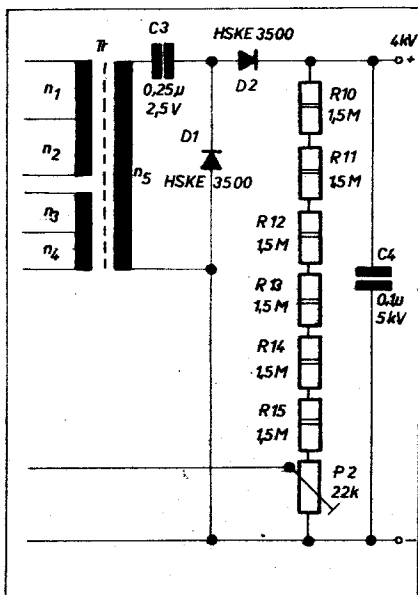 Tr
C3
0,25µ
2,5V
HSKE 3500
D2
4kV
+
n1
n2
n3
n4
n5
D1
HSKE 3500
R10
1,5M
R11
1,5M
R12
1,5M
R13
1,5M
R14
1,5M
R15
1,5M
C4
0,1µ
5kV
P2
22k
−